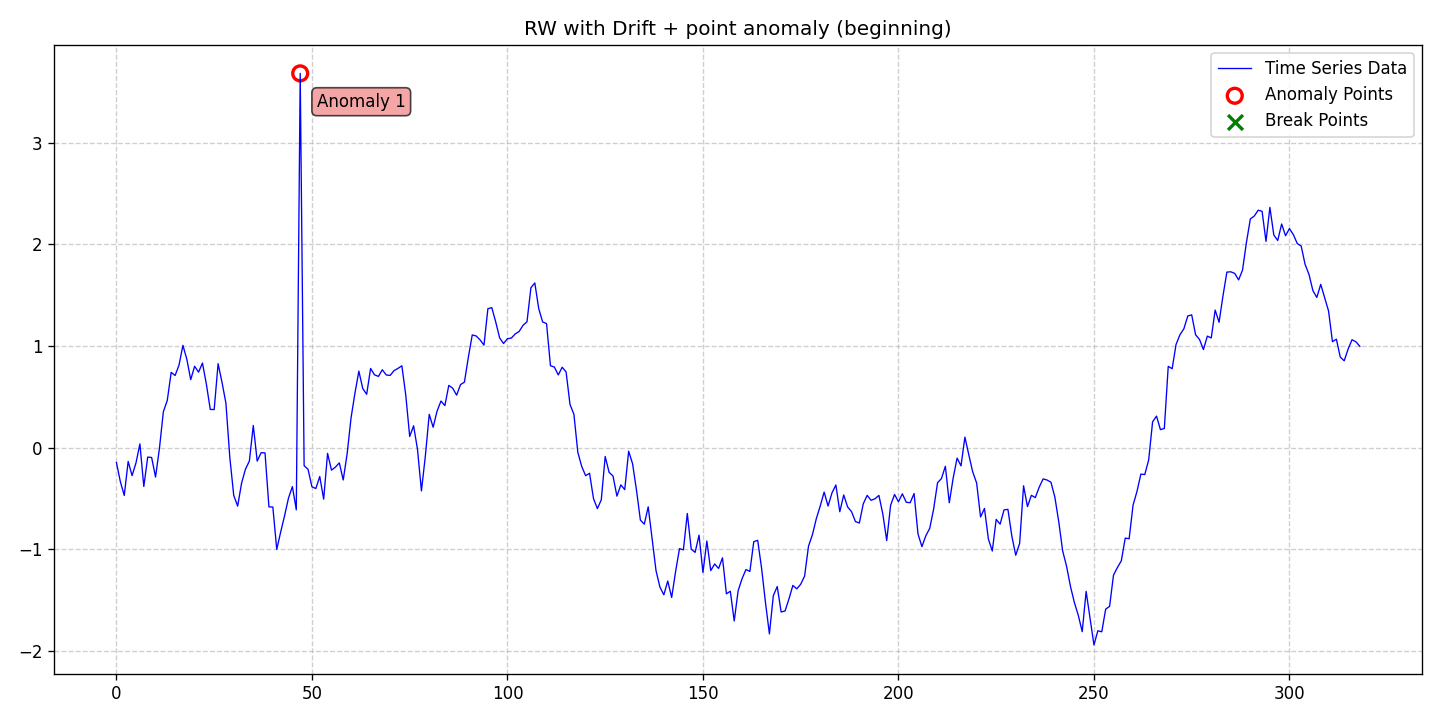 RW with Drift + point anomaly (beginning)
Time Series Data
Anomaly Points
Break Points
Anomaly 1
3
2
1
0
−1
−2
0 50 100 150 200 250 300